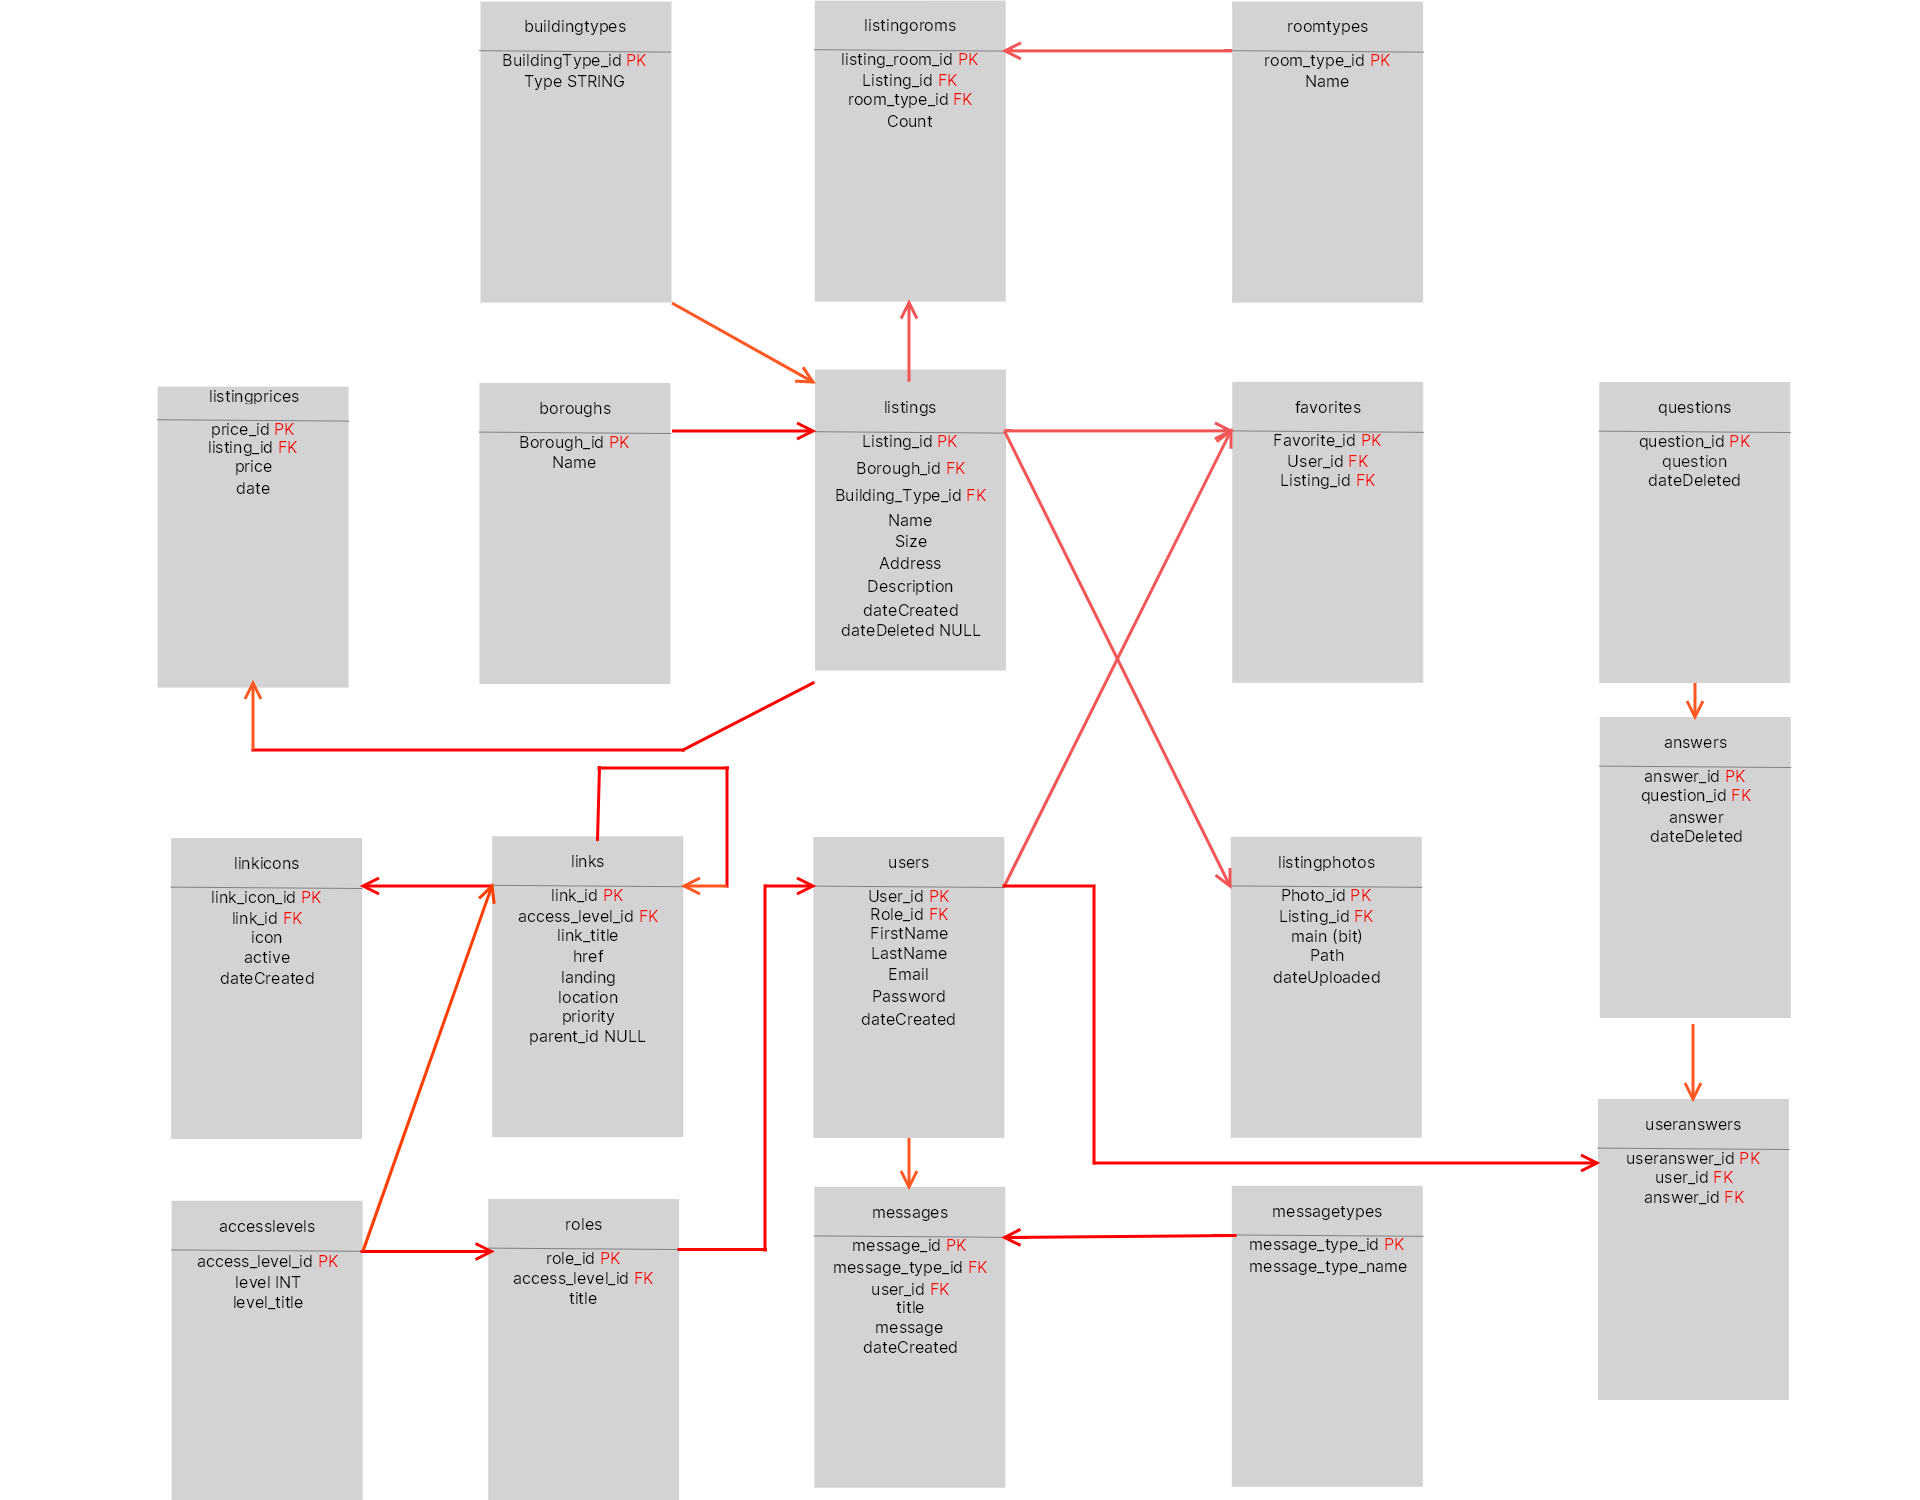 buildingtypes
BuildingType_id PK
Type STRING
listingoroms
listing_room_id PK
Listing_id FK
room_type_id FK
Count
roomtypes
room_type_id PK
Name
listingprices
price_id PK
listing_id FK
price
date
boroughs
Borough_id PK
Name
listings
Listing_id PK
Borough_id FK
Building_Type_id FK
Name
Size
Address
Description
dateCreated
dateDeleted NULL
favorites
Favorite_id PK
User_id FK
Listing_id FK
questions
question_id PK
question
dateDeleted
answers
answer_id PK
question_id FK
answer
dateDeleted
linkicons
link_icon_id PK
link_id FK
icon
active
dateCreated
links
link_id PK
access_level_id FK
link_title
href
landing
location
priority
parent_id NULL
users
User_id PK
Role_id FK
FirstName
LastName
Email
Password
dateCreated
listingphotos
Photo_id PK
Listing_id FK
main (bit)
Path
dateUploaded
useranswers
useranswer_id PK
user_id FK
answer_id FK
accesslevels
access_level_id PK
level INT
level_title
roles
role_id PK
access_level_id FK
title
messages
message_id PK
message_type_id FK
user_id FK
title
message
dateCreated
messagetypes
message_type_id PK
message_type_name